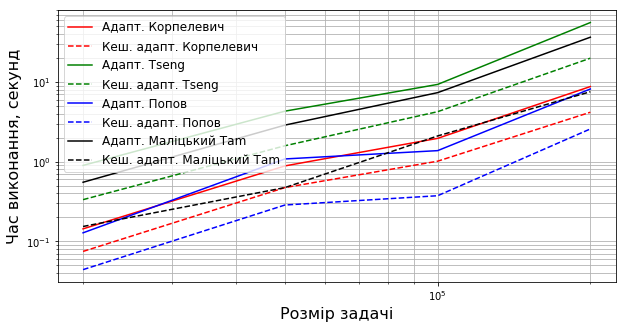 Адапт. Корпелевич
Кеш. адапт. Корпелевич
Адапт. Tseng
Кеш. адапт. Tseng
Адапт. Попов
Кеш. адапт. Попов
Адапт. Маліцький Tam
Кеш. адапт. Маліцький Tam
Час виконання, секунд
10¹
10⁰
10⁻¹
10⁵
Розмір задачі